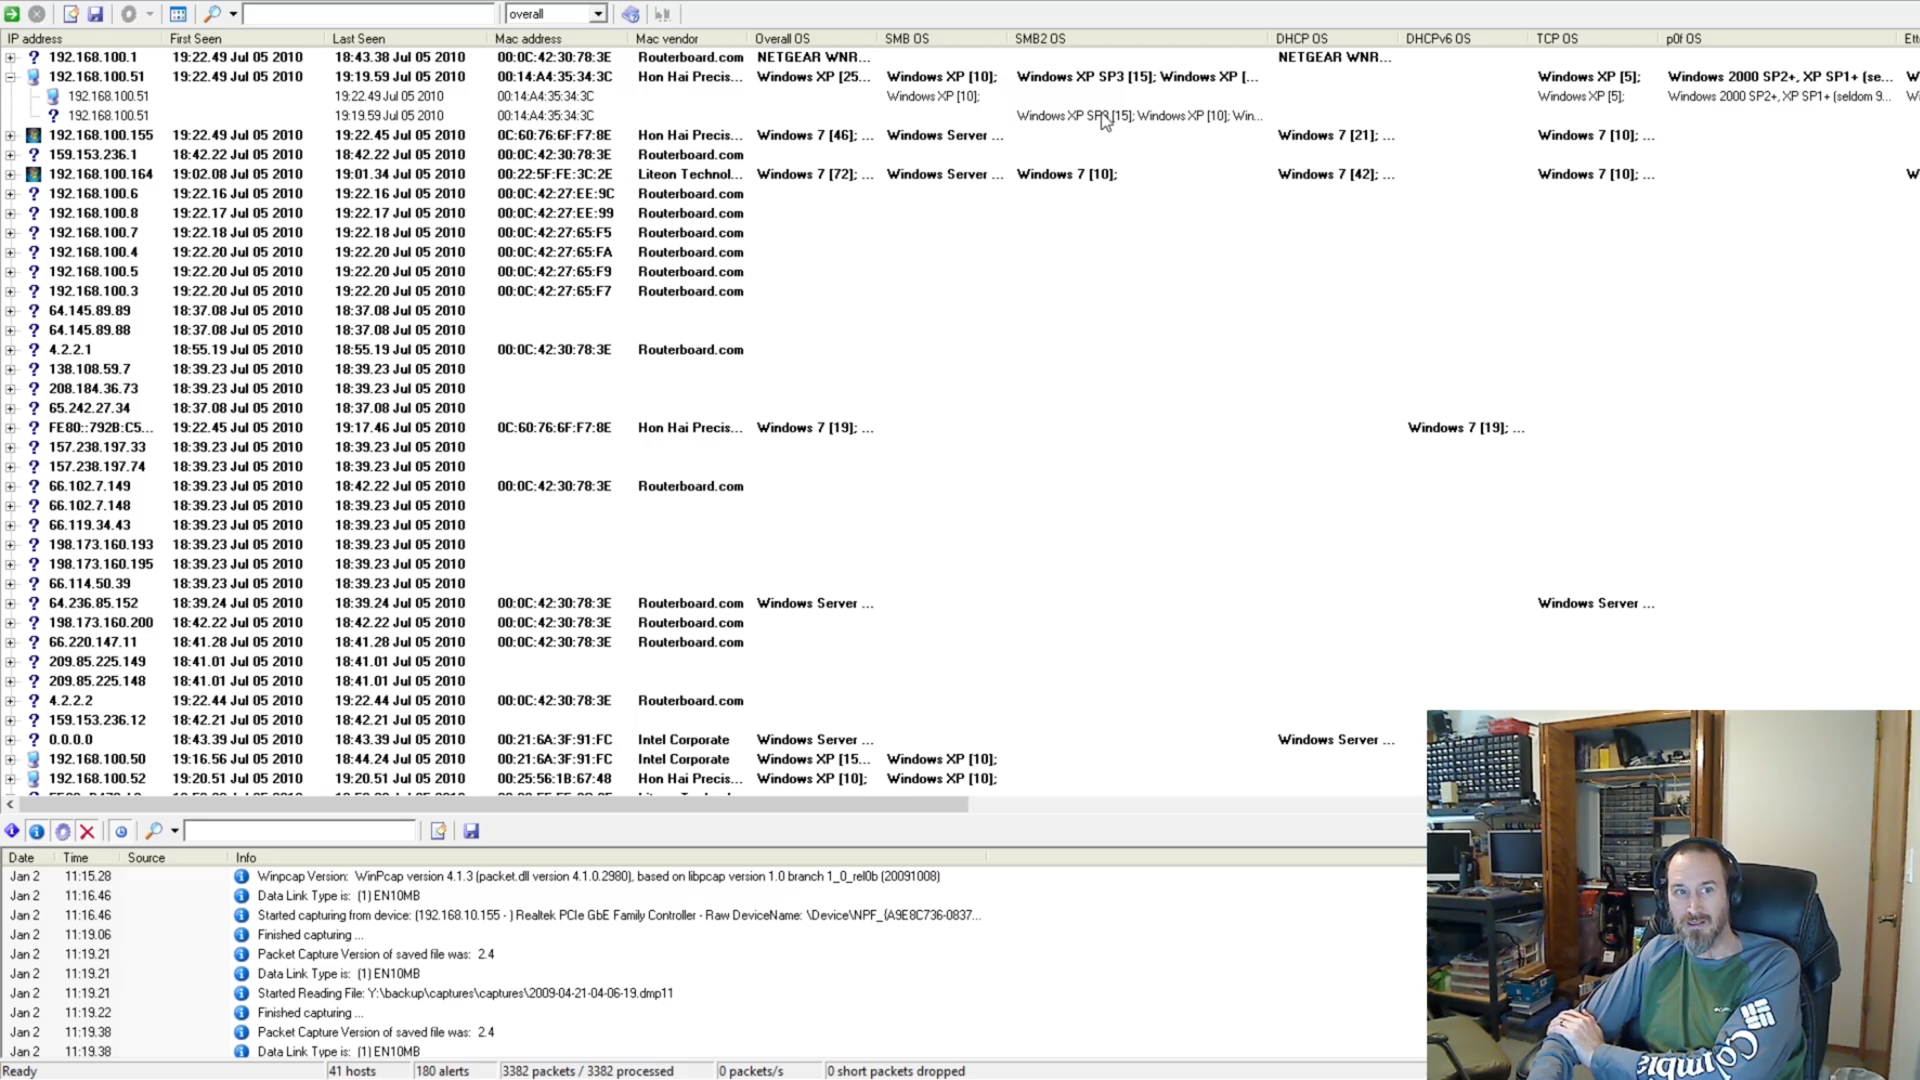 overall
IP address First Seen Last Seen Mac address Mac vendor Overall OS SMB OS SMB2 OS DHCP OS DHCPv6 OS TCP OS p0f OS Ett
192.168.100.1 19:22.49 Jul 05 2010 18:43.38 Jul 05 2010 00:0C:42:30:78:3E Routerboard.com NETGEAR WNR... NETGEAR WNR...
192.168.100.51 19:22.49 Jul 05 2010 19:19.59 Jul 05 2010 00:14:A4:35:34:3C Hon Hai Precis... Windows XP [25... Windows XP [10]; Windows XP SP3 [15]; Windows XP [... Windows XP [5]; Windows 2000 SP2+, XP SP1+ (se... W
192.168.100.51 19:22.49 Jul 05 2010 00:14:A4:35:34:3C Windows XP [10]; Windows XP [5]; Windows 2000 SP2+, XP SP1+ (seldom 9... Wi
192.168.100.51 19:19.59 Jul 05 2010 00:14:A4:35:34:3C Windows XP SP3 [15]; Windows XP [10]; Win...
192.168.100.155 19:22.49 Jul 05 2010 19:22.45 Jul 05 2010 0C:60:76:6F:F7:8E Hon Hai Precis... Windows 7 [46]; ... Windows Server ... Windows 7 [21]; ... Windows 7 [10]; ...
159.153.236.1 18:42.22 Jul 05 2010 18:42.22 Jul 05 2010 00:0C:42:30:78:3E Routerboard.com
192.168.100.164 19:02.08 Jul 05 2010 19:01.34 Jul 05 2010 00:22:5F:FE:3C:2E Liteon Technol... Windows 7 [72]; ... Windows Server ... Windows 7 [10]; Windows 7 [42]; ... Windows 7 [10]; ... W
192.168.100.6 19:22.16 Jul 05 2010 19:22.16 Jul 05 2010 00:0C:42:27:EE:9C Routerboard.com
192.168.100.8 19:22.17 Jul 05 2010 19:22.17 Jul 05 2010 00:0C:42:27:EE:99 Routerboard.com
192.168.100.7 19:22.18 Jul 05 2010 19:22.18 Jul 05 2010 00:0C:42:27:65:F5 Routerboard.com
192.168.100.4 19:22.20 Jul 05 2010 19:22.20 Jul 05 2010 00:0C:42:27:65:FA Routerboard.com
192.168.100.5 19:22.20 Jul 05 2010 19:22.20 Jul 05 2010 00:0C:42:27:65:F9 Routerboard.com
192.168.100.3 19:22.20 Jul 05 2010 19:22.20 Jul 05 2010 00:0C:42:27:65:F7 Routerboard.com
64.145.89.89 18:37.08 Jul 05 2010 18:37.08 Jul 05 2010
64.145.89.88 18:37.08 Jul 05 2010 18:37.08 Jul 05 2010
4.2.2.1 18:55.19 Jul 05 2010 18:55.19 Jul 05 2010 00:0C:42:30:78:3E Routerboard.com
138.108.59.7 18:39.23 Jul 05 2010 18:39.23 Jul 05 2010
208.184.36.73 18:39.23 Jul 05 2010 18:39.23 Jul 05 2010
65.242.27.34 18:37.08 Jul 05 2010 18:37.08 Jul 05 2010
FE80::792B:C5... 19:22.45 Jul 05 2010 19:17.46 Jul 05 2010 0C:60:76:6F:F7:8E Hon Hai Precis... Windows 7 [19]; ... Windows 7 [19]; ...
157.238.197.33 18:39.23 Jul 05 2010 18:39.23 Jul 05 2010
157.238.197.74 18:39.23 Jul 05 2010 18:39.23 Jul 05 2010
66.102.7.149 18:39.23 Jul 05 2010 18:42.22 Jul 05 2010 00:0C:42:30:78:3E Routerboard.com
66.102.7.148 18:39.23 Jul 05 2010 18:39.23 Jul 05 2010
66.119.34.43 18:39.23 Jul 05 2010 18:39.23 Jul 05 2010
198.173.160.193 18:39.23 Jul 05 2010 18:39.23 Jul 05 2010
198.173.160.195 18:39.23 Jul 05 2010 18:39.23 Jul 05 2010
66.114.50.39 18:39.23 Jul 05 2010 18:39.23 Jul 05 2010
64.236.85.152 18:39.24 Jul 05 2010 18:39.24 Jul 05 2010 00:0C:42:30:78:3E Routerboard.com Windows Server ... Windows Server ...
198.173.160.200 18:42.22 Jul 05 2010 18:42.22 Jul 05 2010 00:0C:42:30:78:3E Routerboard.com
66.220.147.11 18:41.28 Jul 05 2010 18:41.28 Jul 05 2010 00:0C:42:30:78:3E Routerboard.com
209.85.225.149 18:41.01 Jul 05 2010 18:41.01 Jul 05 2010
209.85.225.148 18:41.01 Jul 05 2010 18:41.01 Jul 05 2010
4.2.2.2 19:22.44 Jul 05 2010 19:22.44 Jul 05 2010 00:0C:42:30:78:3E Routerboard.com
159.153.236.12 18:42.21 Jul 05 2010 18:42.21 Jul 05 2010
0.0.0.0 18:43.39 Jul 05 2010 18:43.39 Jul 05 2010 00:21:6A:3F:91:FC Intel Corporate Windows Server ... Windows Server ...
192.168.100.50 19:16.56 Jul 05 2010 18:44.24 Jul 05 2010 00:21:6A:3F:91:FC Intel Corporate Windows XP [15... Windows XP [10];
192.168.100.52 19:20.51 Jul 05 2010 19:20.51 Jul 05 2010 00:25:56:1B:67:48 Hon Hai Precis... Windows XP [10]; Windows XP [10];
Date Time Source Info
Jan 2 11:15.28 Winpcap Version: WinPcap version 4.1.3 (packet.dll version 4.1.0.2980), based on libpcap version 1.0 branch 1_0_rel0b (20091008)
Jan 2 11:16.46 Data Link Type is: (1) EN10MB
Jan 2 11:16.46 Started capturing from device: (192.168.10.155 - ) Realtek PCIe GbE Family Controller - Raw DeviceName: \Device\NPF_{A9E8C736-0837...
Jan 2 11:19.06 Finished capturing ...
Jan 2 11:19.21 Packet Capture Version of saved file was: 2.4
Jan 2 11:19.21 Data Link Type is: (1) EN10MB
Jan 2 11:19.21 Started Reading File: Y:\backup\captures\captures\2009-04-21-04-06-19.dmp11
Jan 2 11:19.22 Finished capturing ...
Jan 2 11:19.38 Packet Capture Version of saved file was: 2.4
Jan 2 11:19.38 Data Link Type is: (1) EN10MB
Ready 41 hosts 180 alerts 3382 packets / 3382 processed 0 packets/s 0 short packets dropped